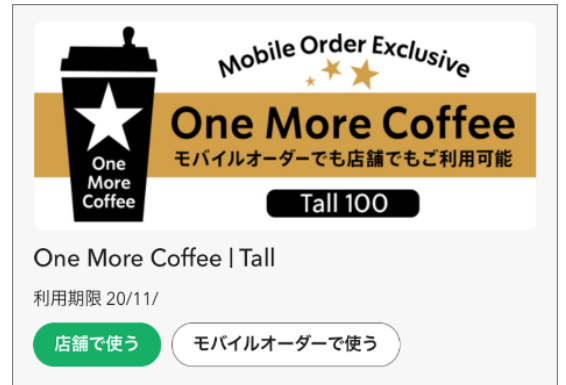 Mobile Order Exclusive
One More Coffee
モバイルオーダーでも店舗でもご利用可能
One
More
Coffee
Tall 100
One More Coffee | Tall
利用期限 20/11/
店舗で使う
モバイルオーダーで使う